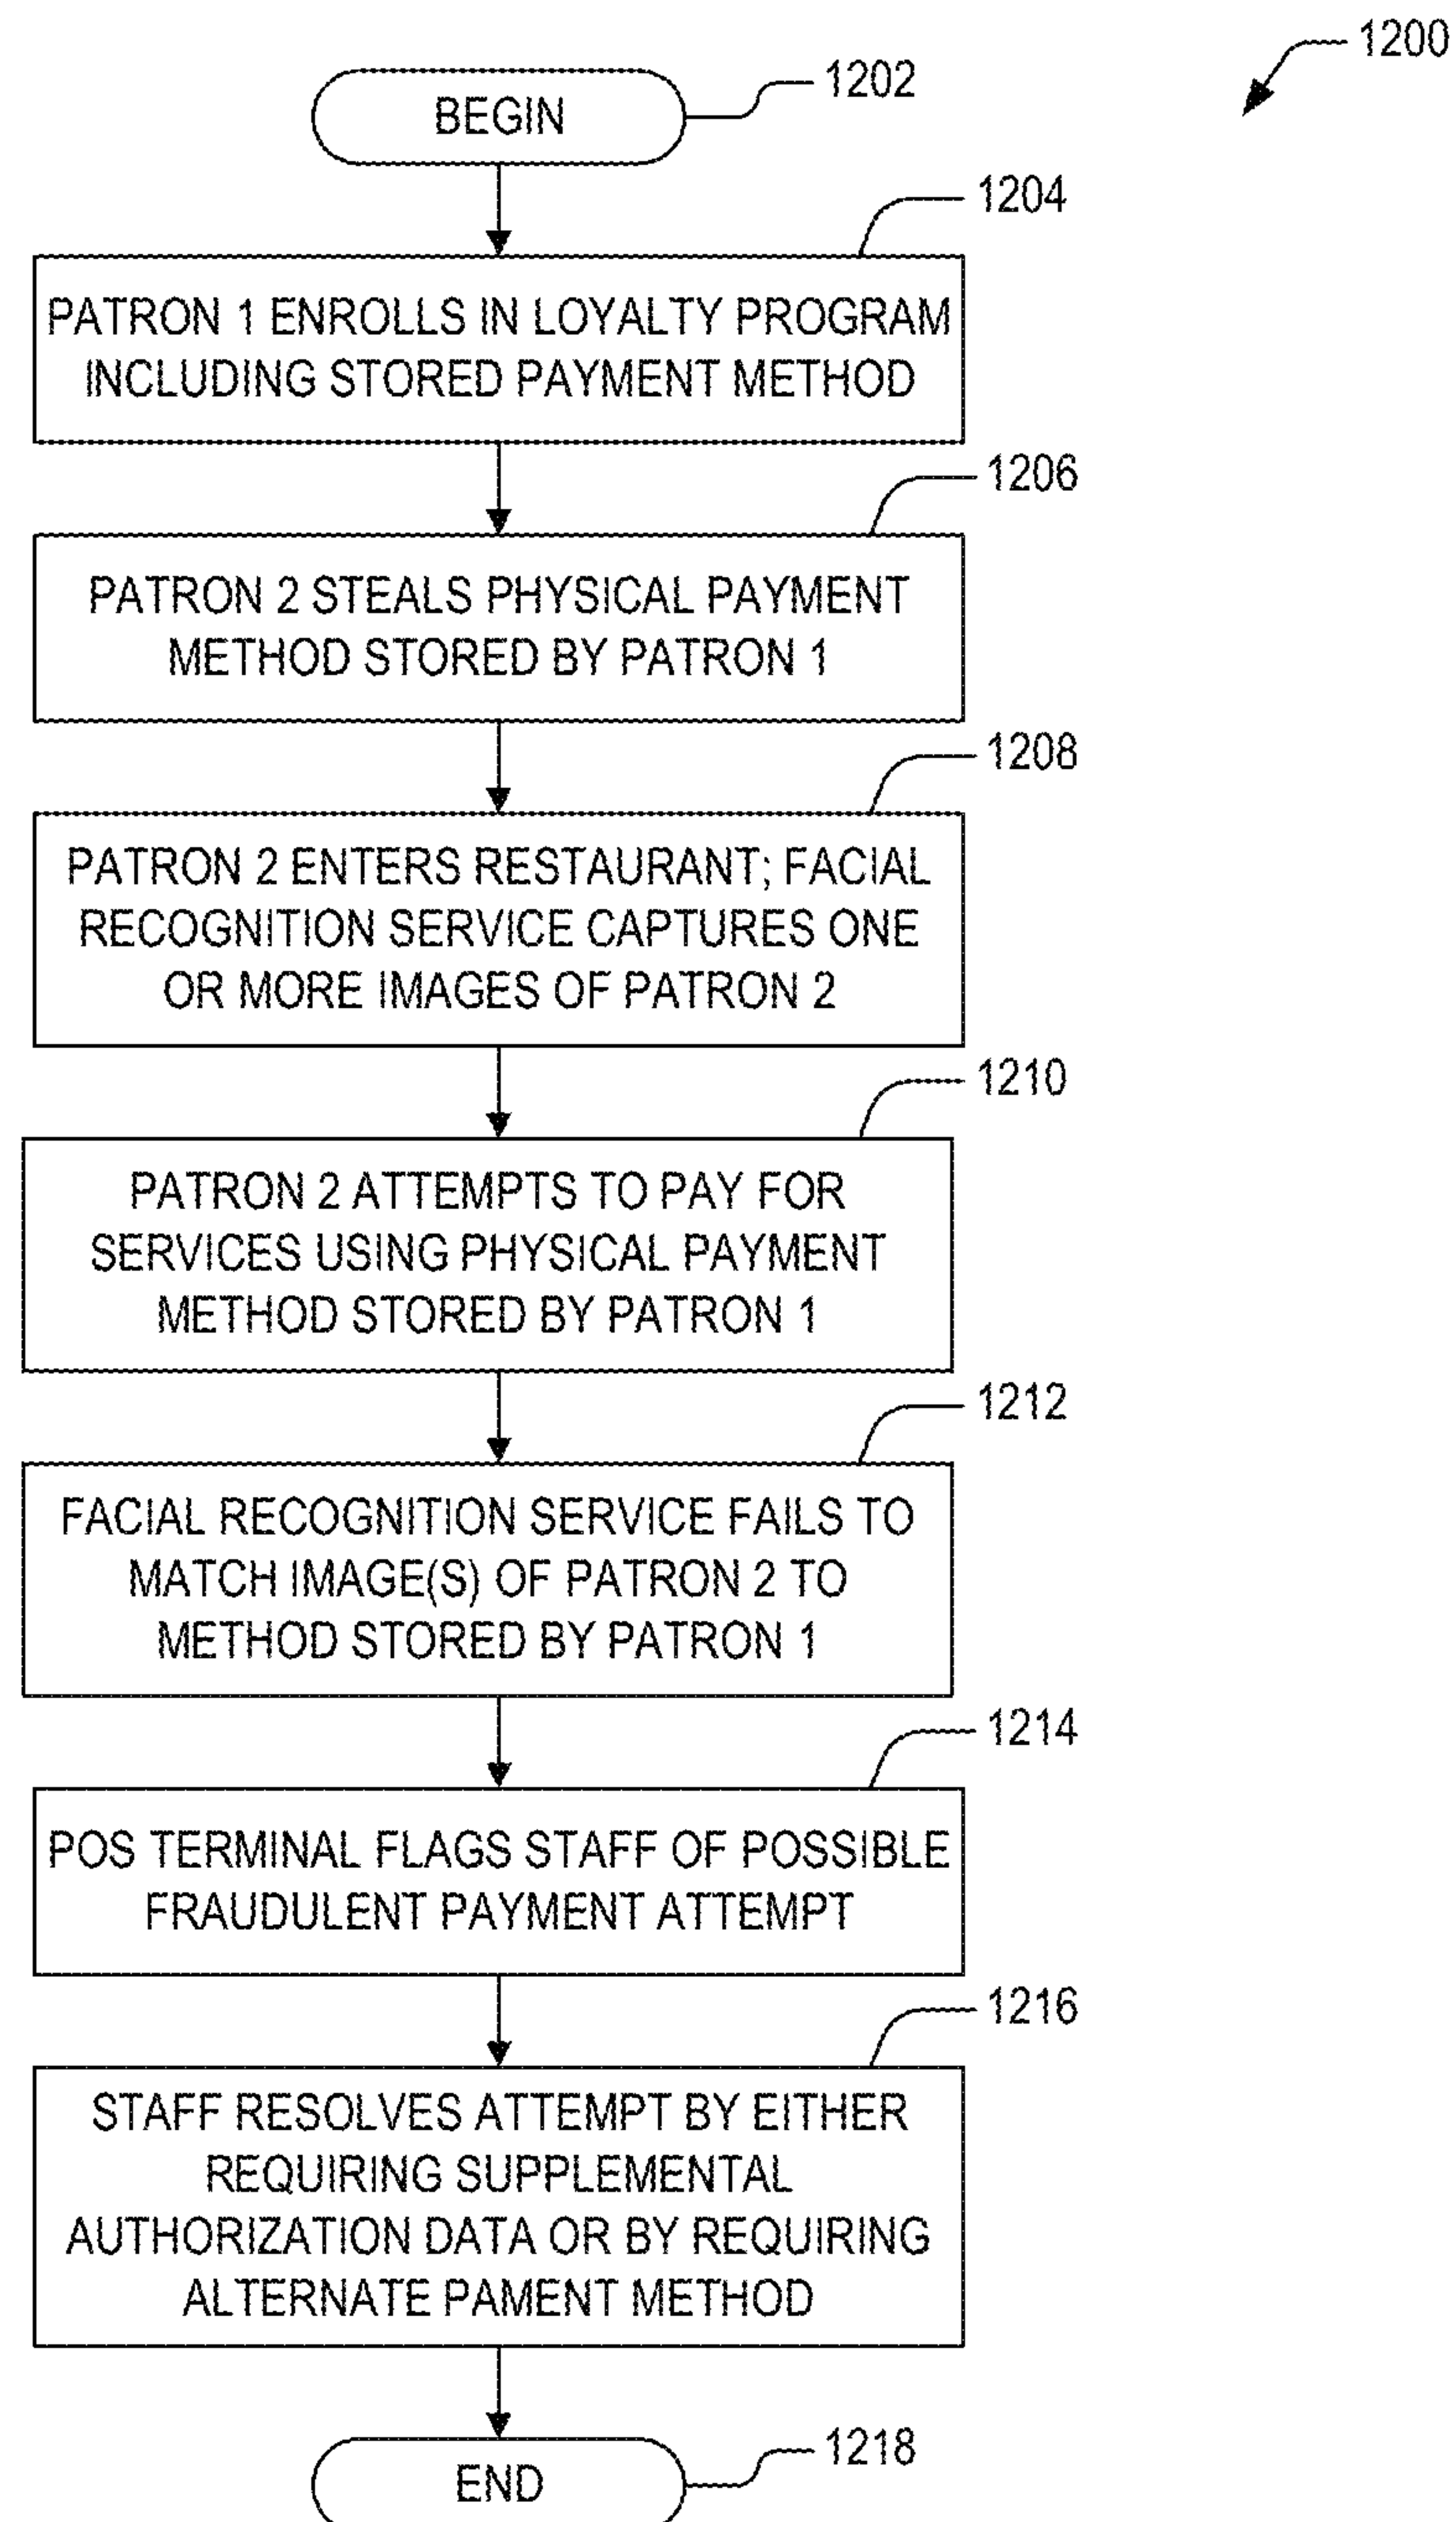 1200
BEGIN
1202
1204
PATRON 1 ENROLLS IN LOYALTY PROGRAM
INCLUDING STORED PAYMENT METHOD
1206
PATRON 2 STEALS PHYSICAL PAYMENT
METHOD STORED BY PATRON 1
1208
PATRON 2 ENTERS RESTAURANT; FACIAL
RECOGNITION SERVICE CAPTURES ONE
OR MORE IMAGES OF PATRON 2
1210
PATRON 2 ATTEMPTS TO PAY FOR
SERVICES USING PHYSICAL PAYMENT
METHOD STORED BY PATRON 1
1212
FACIAL RECOGNITION SERVICE FAILS TO
MATCH IMAGE(S) OF PATRON 2 TO
METHOD STORED BY PATRON 1
1214
POS TERMINAL FLAGS STAFF OF POSSIBLE
FRAUDULENT PAYMENT ATTEMPT
1216
STAFF RESOLVES ATTEMPT BY EITHER
REQUIRING SUPPLEMENTAL
AUTHORIZATION DATA OR BY REQUIRING
ALTERNATE PAMENT METHOD
1218
END